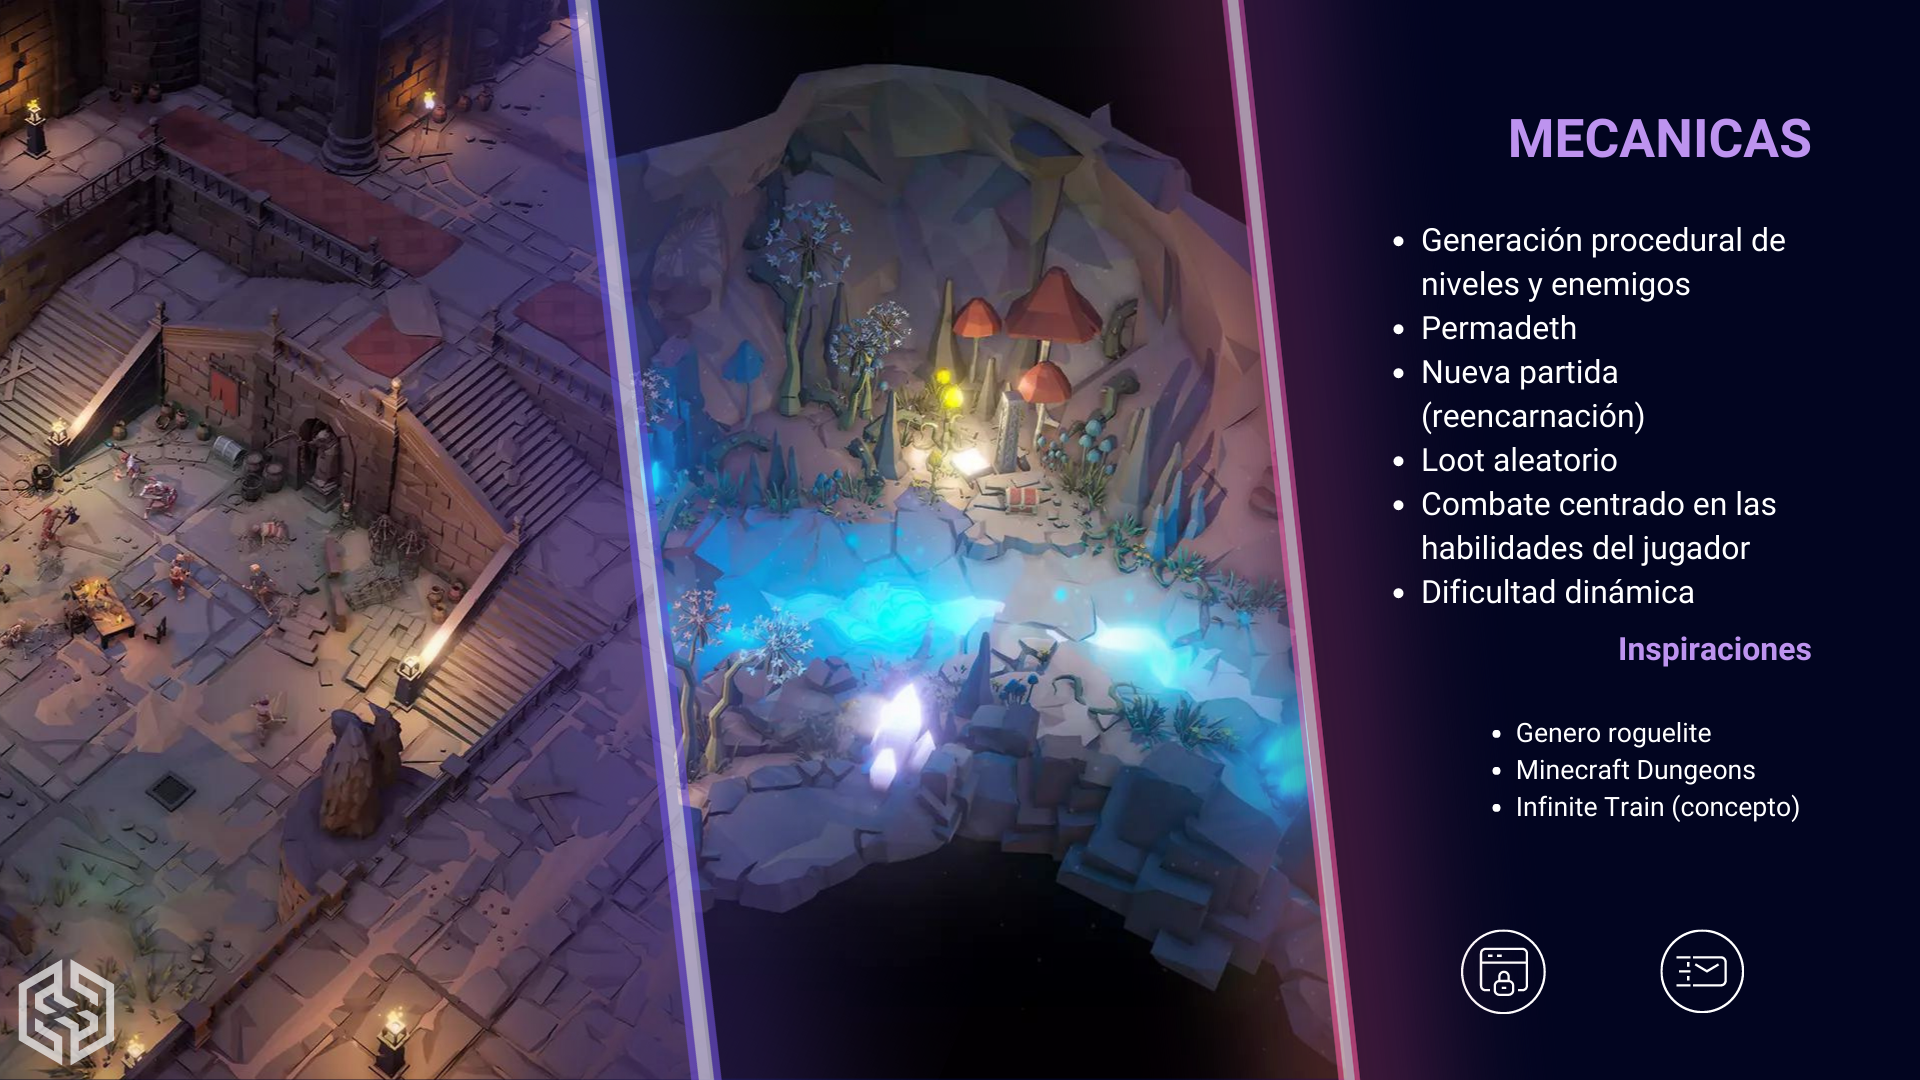 MECANICAS
• Generación procedural de
niveles y enemigos
• Permadeth
• Nueva partida
(reencarnación)
• Loot aleatorio
• Combate centrado en las
habilidades del jugador
• Dificultad dinámica
Inspiraciones
• Genero roguelite
• Minecraft Dungeons
• Infinite Train (concepto)